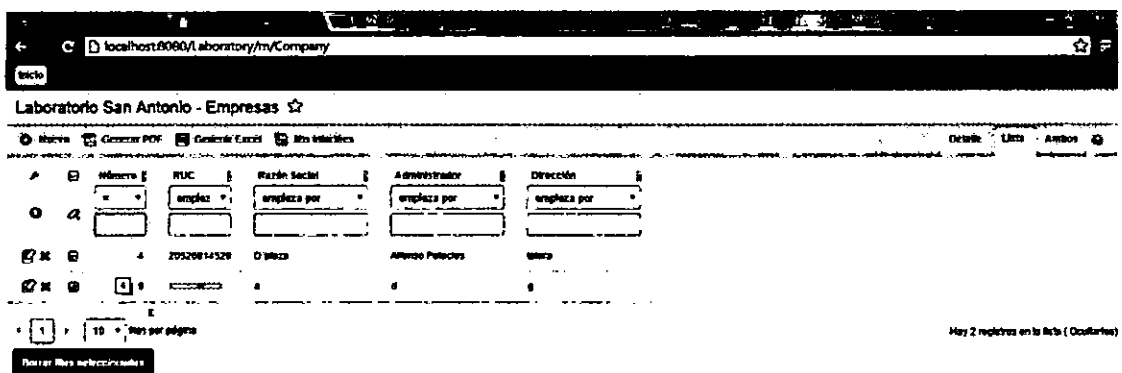 localhost:8080/Laboratory/m/Company
Inicio
Laboratorio San Antonio - Empresas
Nuevo Generar PDF Generar Excel Mis informes Detalle Lista Ambos
Número RUC Razón Social Administrador Dirección
= empiez empieza por empieza por empieza por
4 Alfonso Palacios
a d g
1 10 filas por página Hay 2 registros en la lista ( Ocultarlos)
Borrar filas seleccionadas